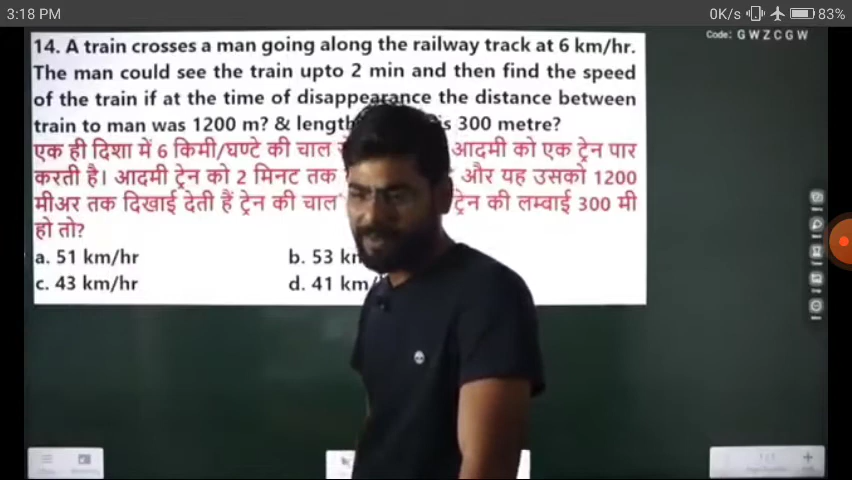 3:18 PM
0K/s 83%
Code: G W Z C G W
14. A train crosses a man going along the railway track at 6 km/hr.
The man could see the train upto 2 min and then find the speed
of the train if at the time of disappearance the distance between
train to man was 1200 m? & length is 300 metre?
एक ही दिशा में 6 किमी/घण्टे की चाल आदमी को एक ट्रेन पार
करती है। आदमी ट्रेन को 2 मिनट तक और यह उसको 1200
मीअर तक दिखाई देती हैं ट्रेन की चाल ट्रेन की लम्वाई 300 मी
हो तो?
a. 51 km/hr b. 53
c. 43 km/hr d. 41 km/